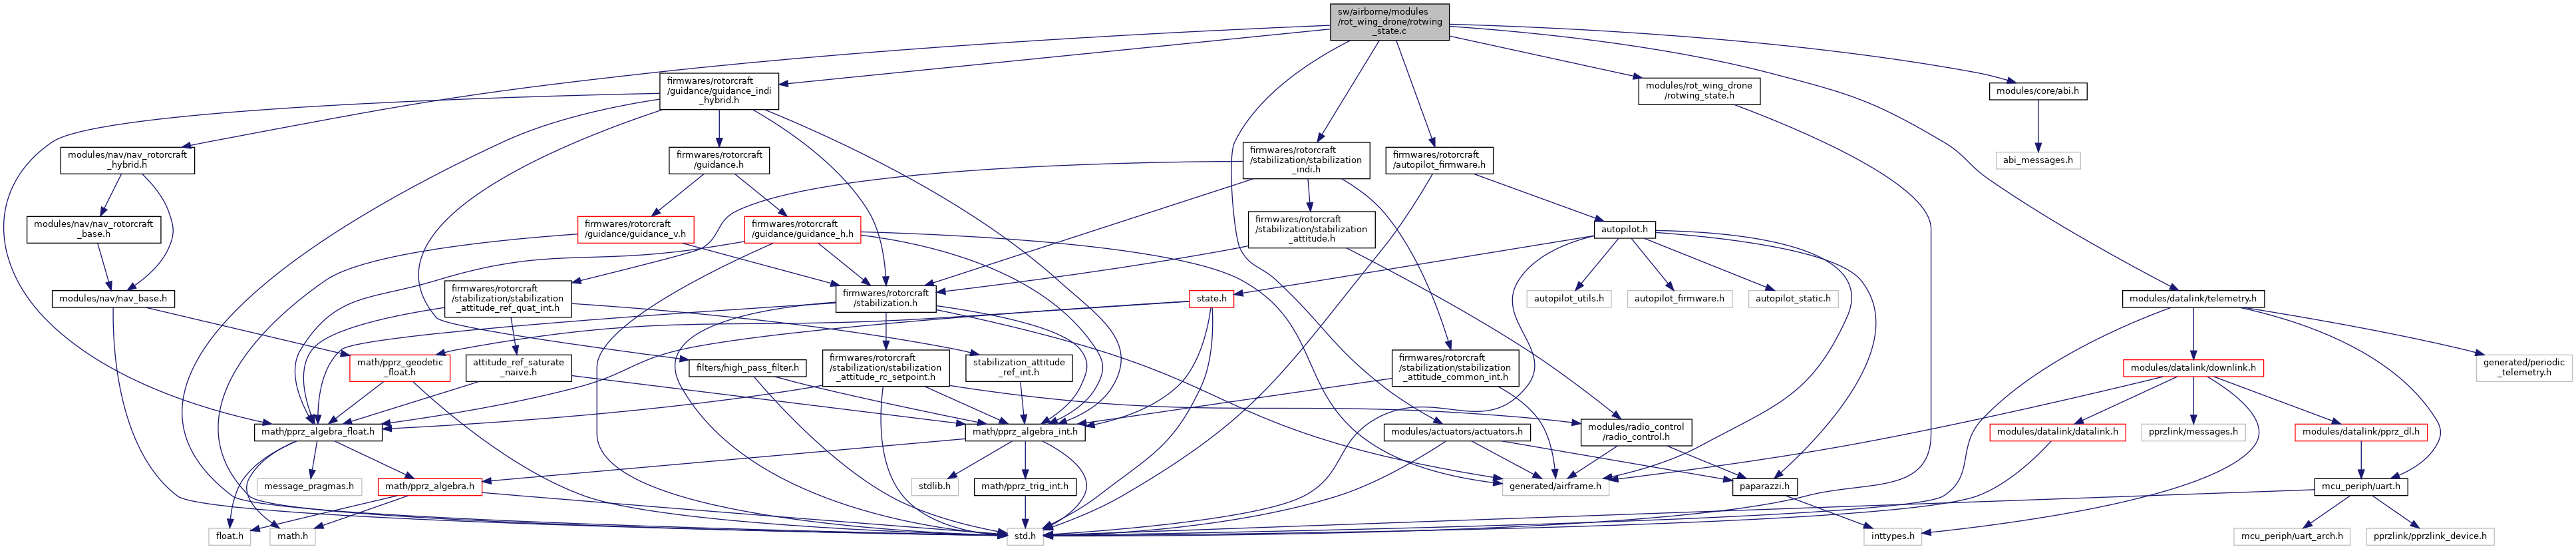 sw/airborne/modules
/rot_wing_drone/rotwing
_state.c
firmwares/rotorcraft
/guidance/guidance_indi
_hybrid.h
modules/rot_wing_drone
/rotwing_state.h
modules/core/abi.h
modules/nav/nav_rotorcraft
_hybrid.h
firmwares/rotorcraft
/guidance.h
firmwares/rotorcraft
/stabilization/stabilization
_indi.h
firmwares/rotorcraft
/autopilot_firmware.h
abi_messages.h
modules/nav/nav_rotorcraft
_base.h
firmwares/rotorcraft
/guidance/guidance_v.h
firmwares/rotorcraft
/guidance/guidance_h.h
firmwares/rotorcraft
/stabilization/stabilization
_attitude.h
autopilot.h
modules/nav/nav_base.h
firmwares/rotorcraft
/stabilization/stabilization
_attitude_ref_quat_int.h
firmwares/rotorcraft
/stabilization.h
state.h
autopilot_utils.h
autopilot_firmware.h
autopilot_static.h
modules/datalink/telemetry.h
math/pprz_geodetic
_float.h
attitude_ref_saturate
_naive.h
filters/high_pass_filter.h
firmwares/rotorcraft
/stabilization/stabilization
_attitude_rc_setpoint.h
stabilization_attitude
_ref_int.h
firmwares/rotorcraft
/stabilization/stabilization
_attitude_common_int.h
modules/datalink/downlink.h
generated/periodic
_telemetry.h
math/pprz_algebra_float.h
math/pprz_algebra_int.h
modules/actuators/actuators.h
modules/radio_control
/radio_control.h
modules/datalink/datalink.h
pprzlink/messages.h
modules/datalink/pprz_dl.h
message_pragmas.h
math/pprz_algebra.h
stdlib.h
math/pprz_trig_int.h
generated/airframe.h
paparazzi.h
mcu_periph/uart.h
float.h
math.h
std.h
inttypes.h
mcu_periph/uart_arch.h
pprzlink/pprzlink_device.h